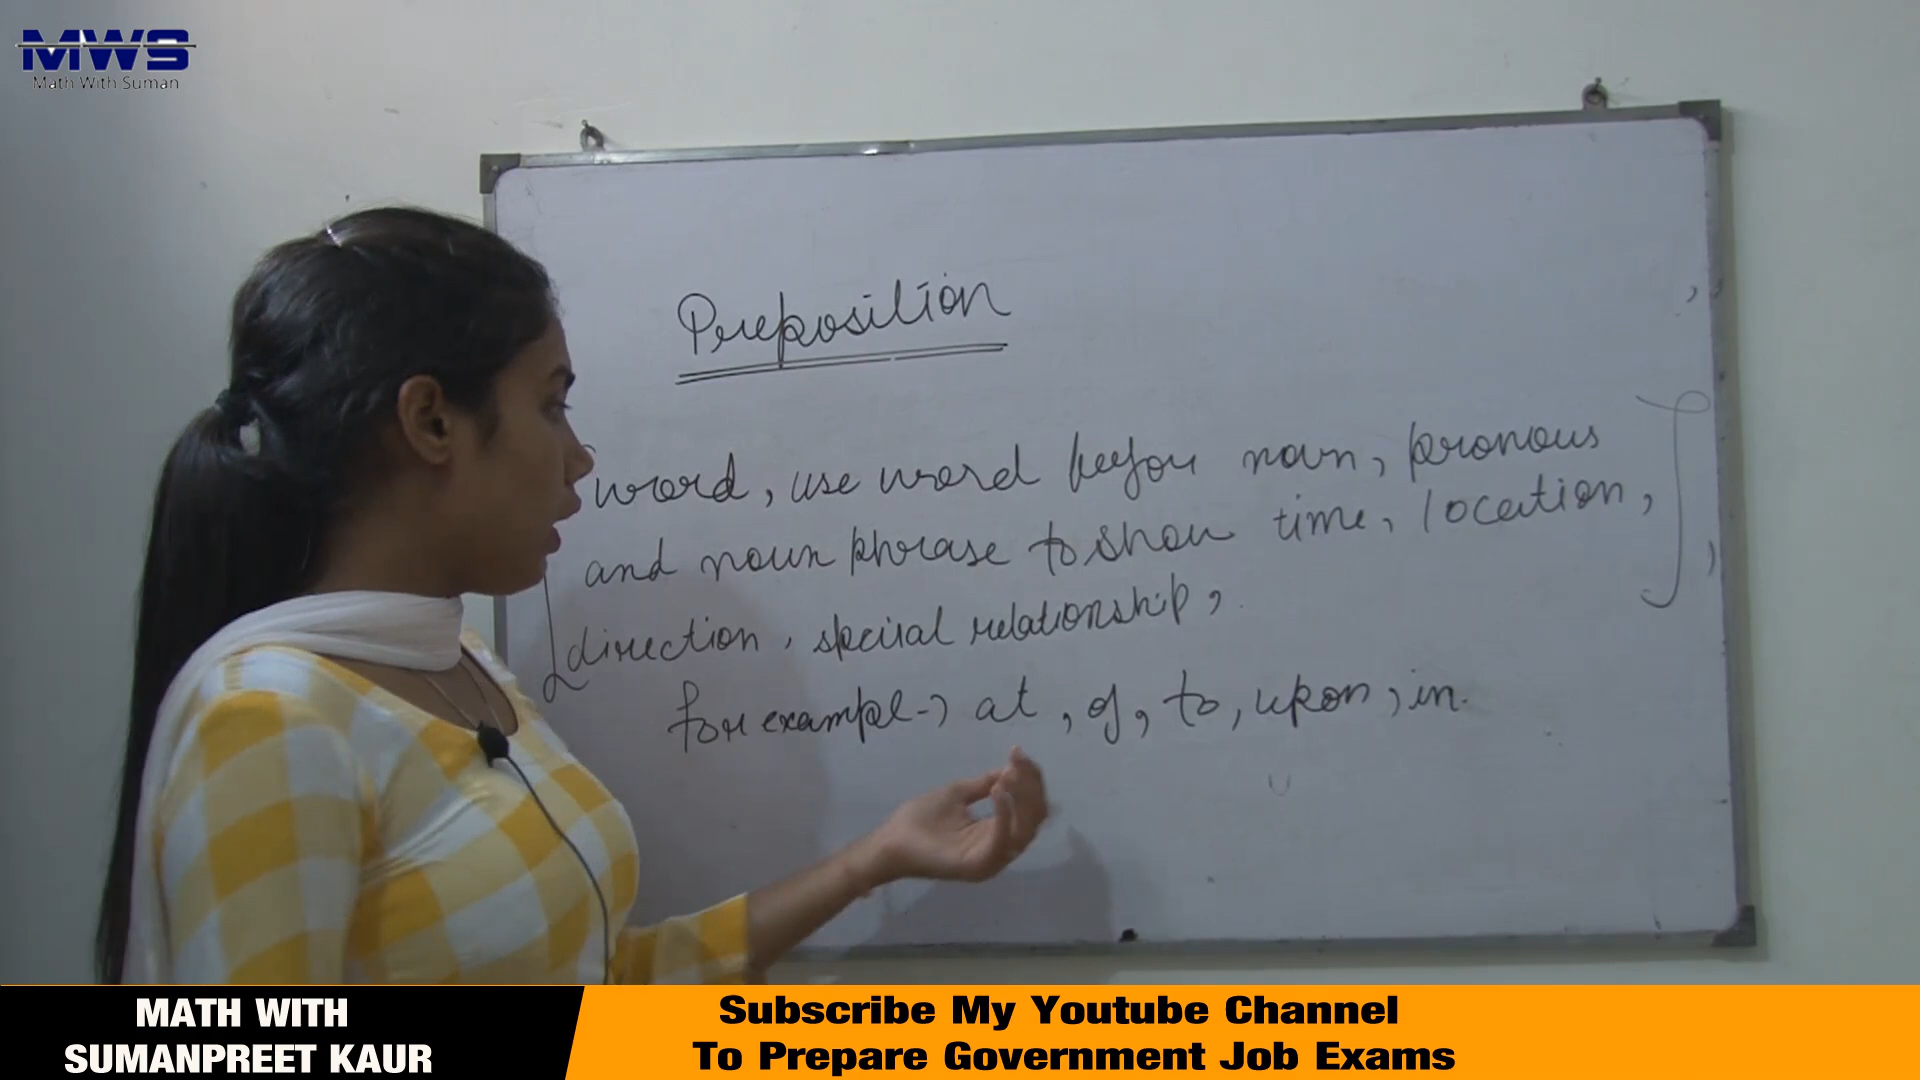 MWS
Math With Suman
Preposition
word, use word befor noun, pronous
and noun phrase to show time, location,
direction, special relationship,
for exampl → at, of, to, upon, in.
MATH WITH
SUMANPREET KAUR
Subscribe My Youtube Channel
To Prepare Government Job Exams